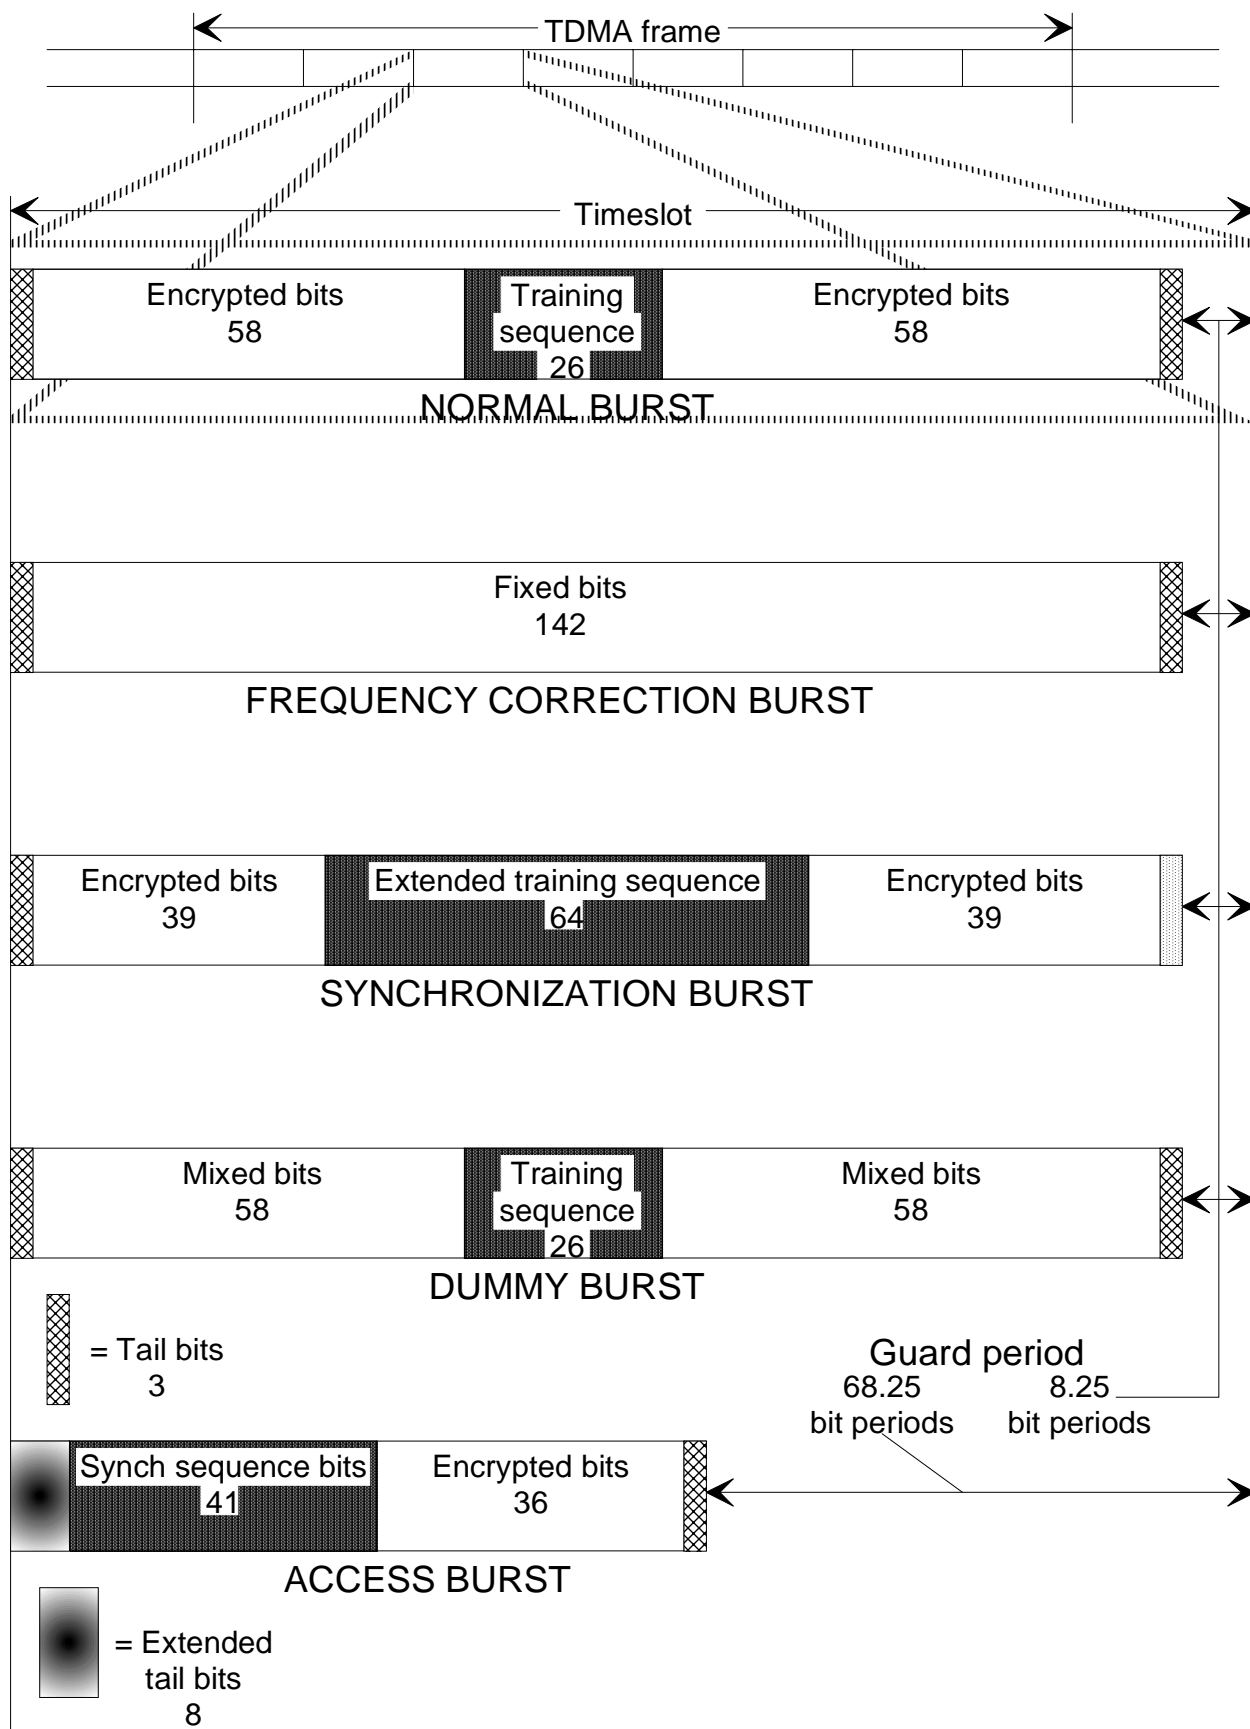 TDMA frame
Timeslot
Encrypted bits
58
Training
sequence
26
Encrypted bits
58
NORMAL BURST
Fixed bits
142
FREQUENCY CORRECTION BURST
Encrypted bits
39
Extended training sequence
64
Encrypted bits
39
SYNCHRONIZATION BURST
Mixed bits
58
Training
sequence
26
Mixed bits
58
DUMMY BURST
= Tail bits
3
Guard period
68.25
bit periods
8.25
bit periods
Synch sequence bits
41
Encrypted bits
36
ACCESS BURST
= Extended
tail bits
8